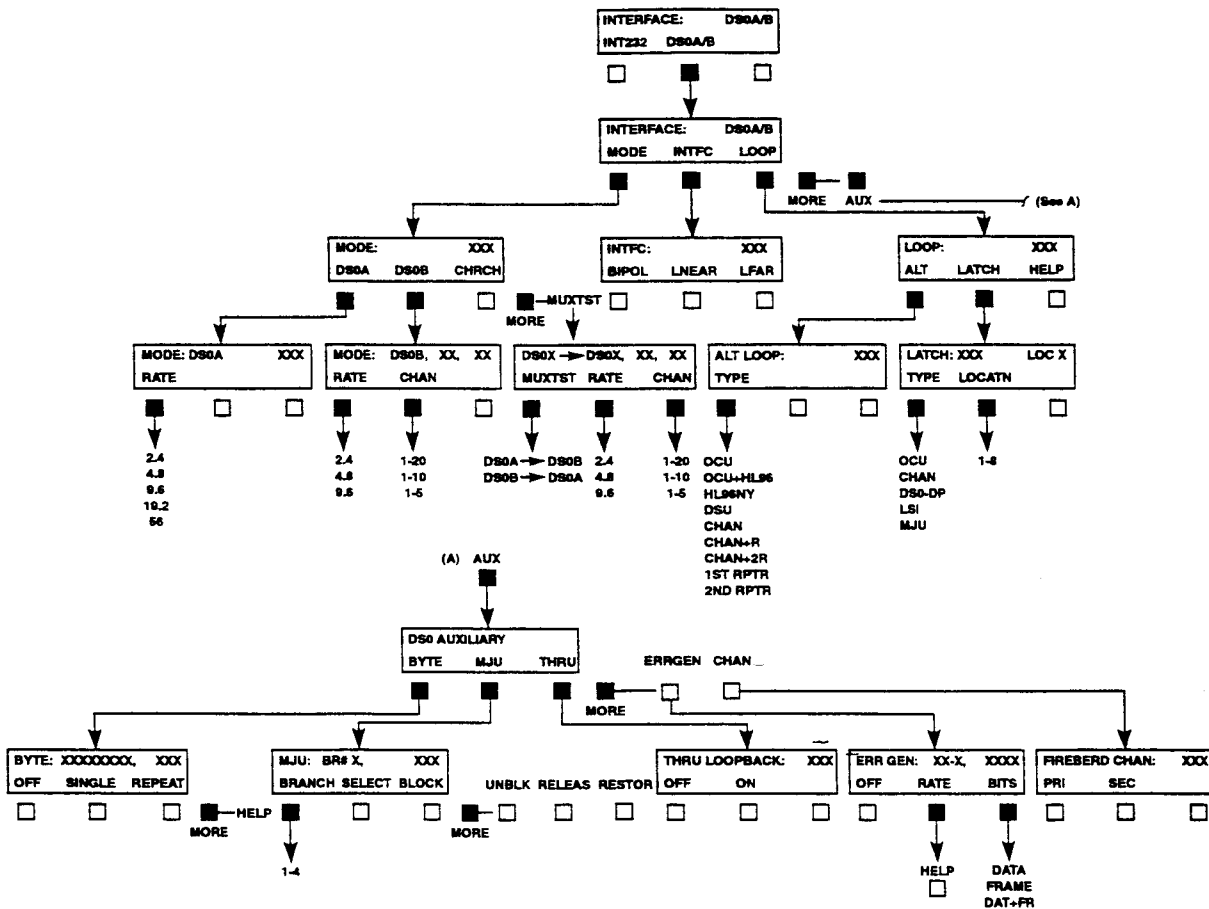 INTERFACE: DS0A/B
INT232 DS0A/B
INTERFACE: DS0A/B
MODE INTFC LOOP
MORE AUX (See A)
MODE: XXX
DS0A DS0B CHRCH
INTFC: XXX
BIPOL LNEAR LFAR
LOOP: XXX
ALT LATCH HELP
MUXTST
MORE
MODE: DS0A XXX
RATE
MODE: DS0B, XX, XX
RATE CHAN
DS0X DS0X, XX, XX
MUXTST RATE CHAN
ALT LOOP: XXX
TYPE
LATCH: XXX LOC X
TYPE LOCATN
2.4
4.8
9.6
19.2
56
2.4
4.8
9.6
1-20
1-10
1-5
DS0A DS0B
DS0B DS0A
2.4
4.8
9.6
1-20
1-10
1-5
OCU
OCU+HL96
HL96NY
DSU
CHAN
CHAN+R
CHAN+2R
1ST RPTR
2ND RPTR
OCU
CHAN
DS0-DP
LSI
MJU
1-8
(A) AUX
DS0 AUXILIARY
BYTE MJU THRU
MORE
ERRGEN CHAN
BYTE: XXXXXXXX, XXX
OFF SINGLE REPEAT
MORE
HELP
MJU: BR# X, XXX
BRANCH SELECT BLOCK
1-4
MORE
UNBLK RELEAS RESTOR
THRU LOOPBACK: XXX
OFF ON
ERR GEN: XX-X, XXXX
OFF RATE BITS
HELP
DATA
FRAME
DAT+FR
FIREBERD CHAN: XXX
PRI SEC